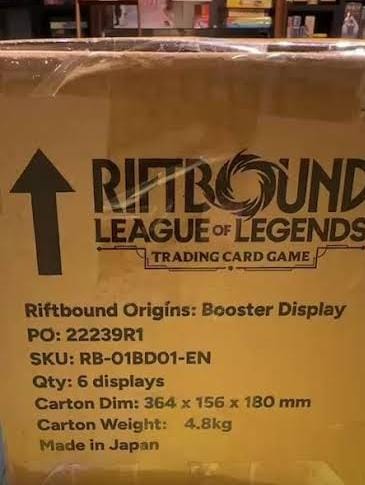 RIFTBOUND
LEAGUE OF LEGENDS
TRADING CARD GAME
Riftbound Origins: Booster Display
PO: 22239R1
SKU: RB-01BD01-EN
Qty: 6 displays
Carton Dim: 364 x 156 x 180 mm
Carton Weight: 4.8kg
Made in Japan